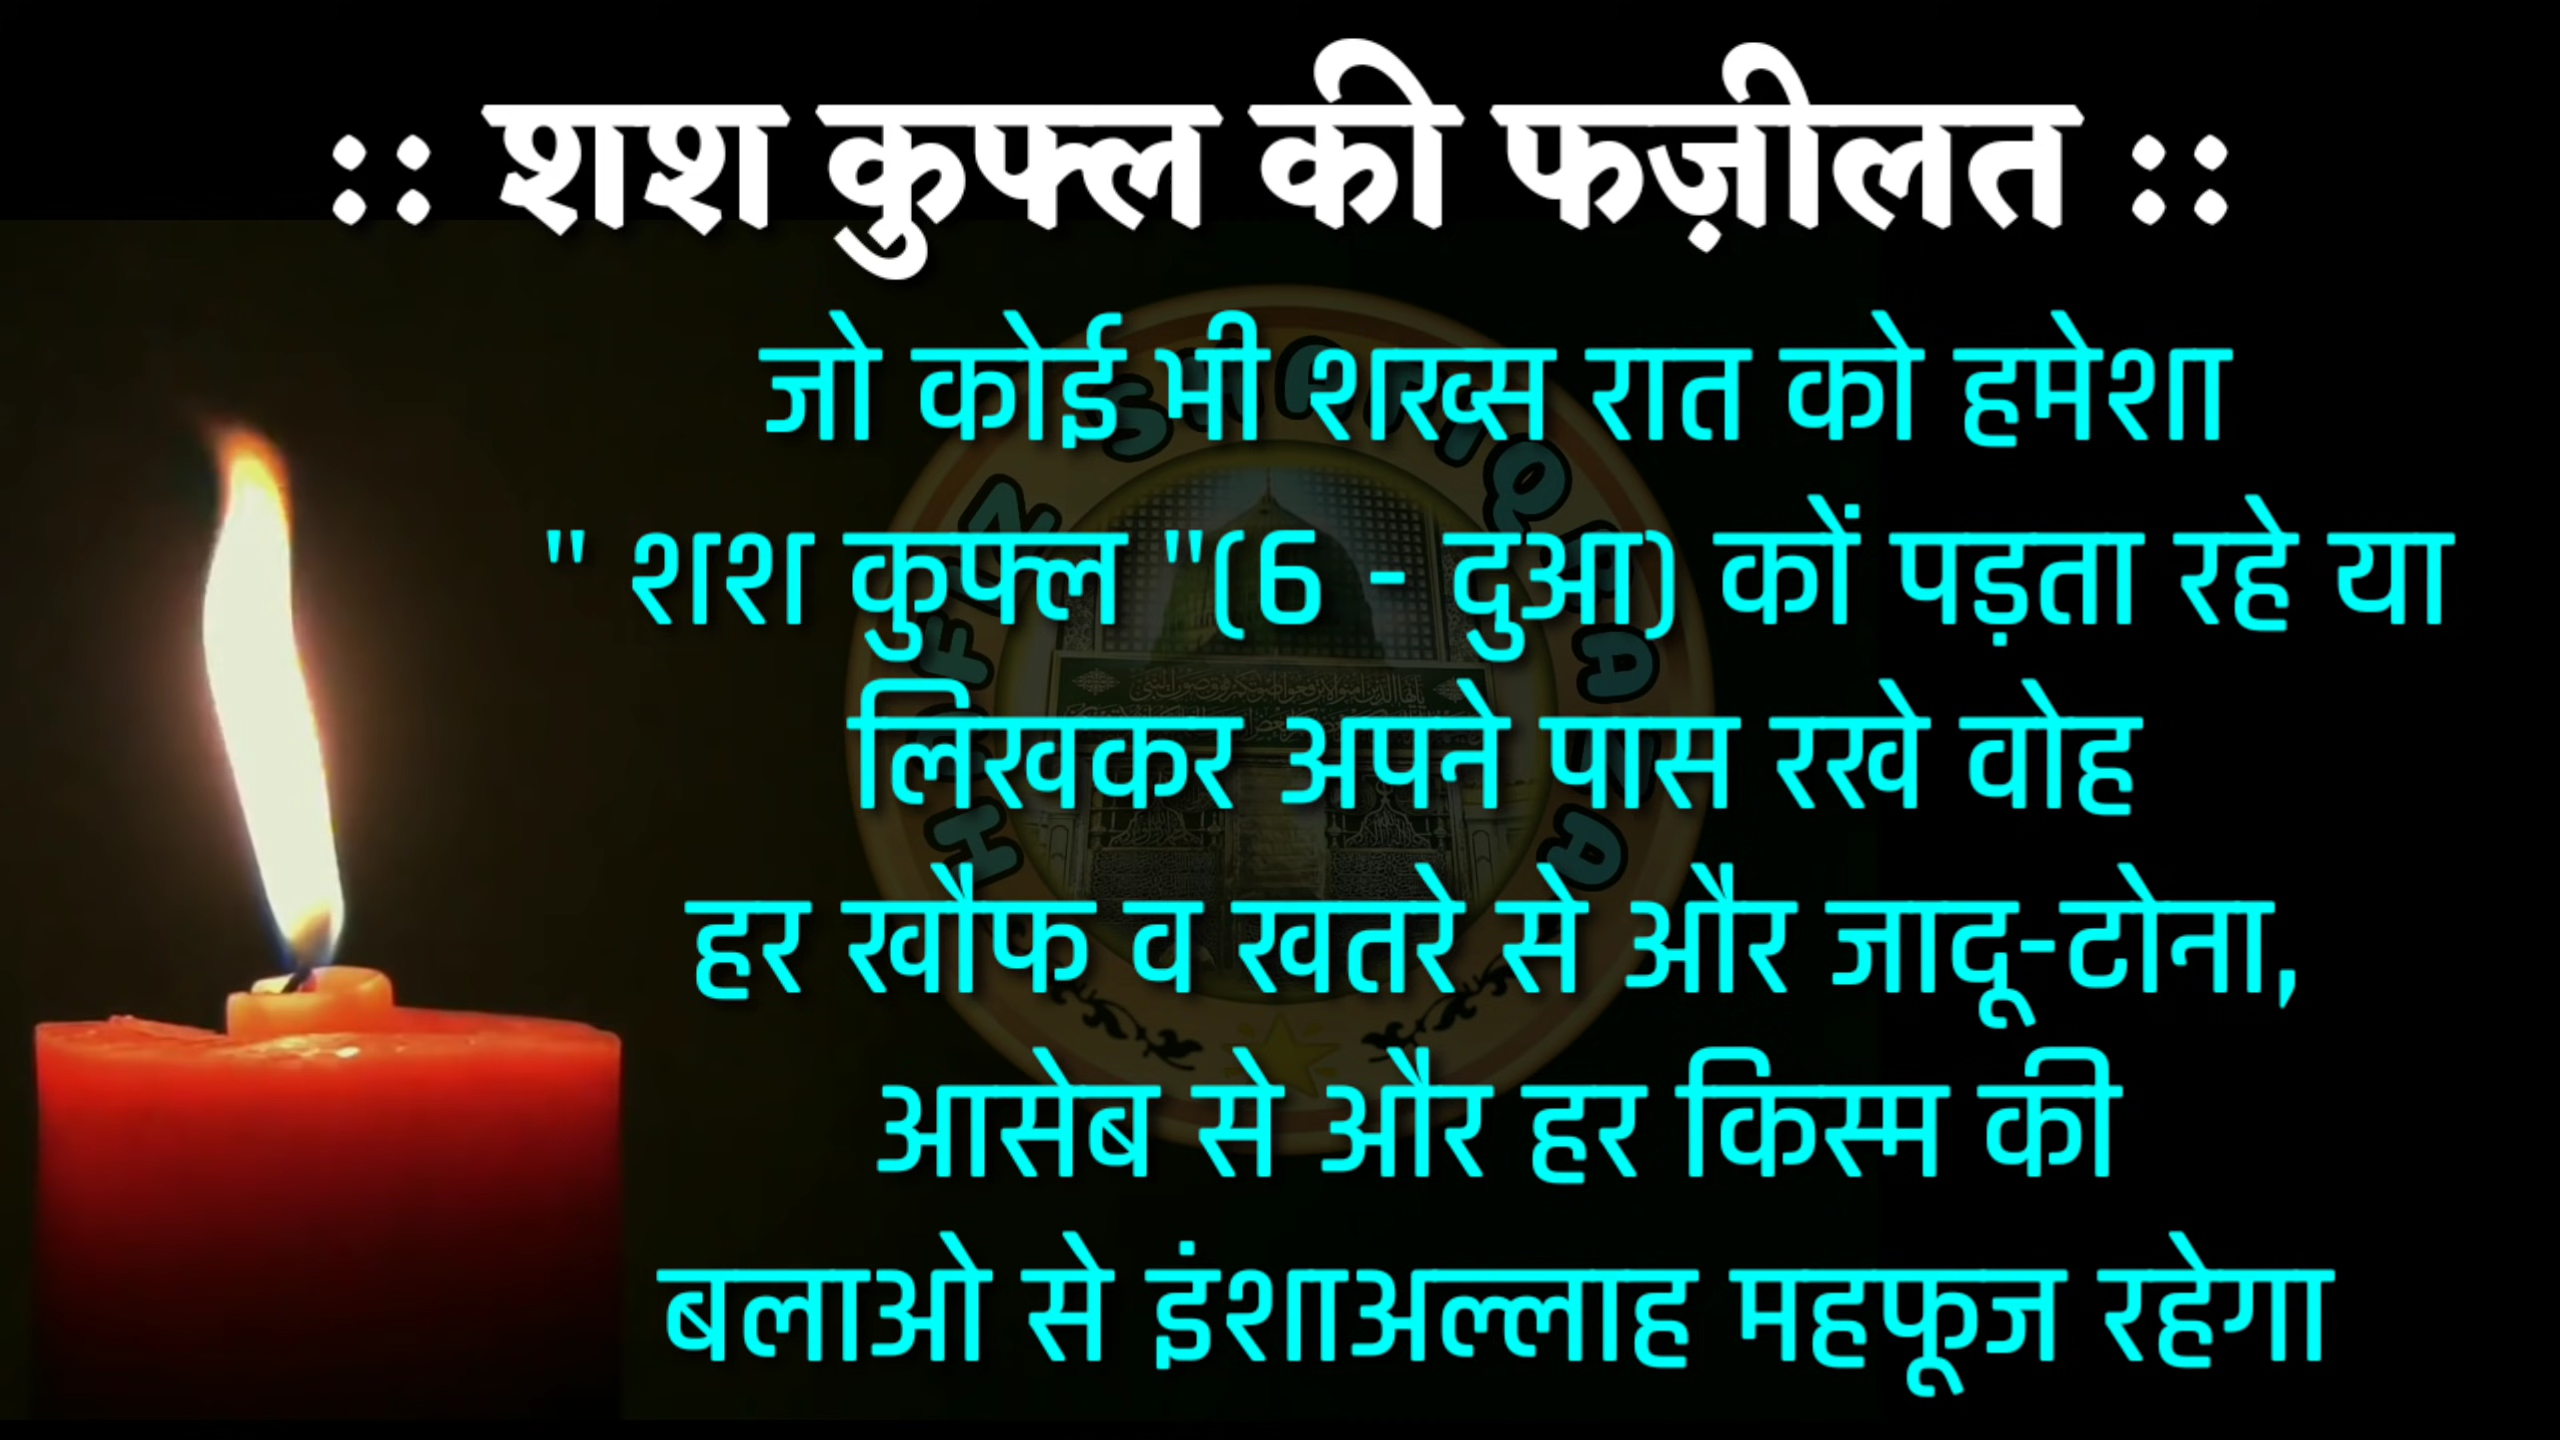 :: शश कुफ्ल की फज़ीलत ::
जो कोई भी शख्स रात को हमेशा
" शश कुफ्ल "(6 - दुआ) कों पड़ता रहे या
लिखकर अपने पास रखे वोह
हर खौफ व खतरे से और जादू-टोना,
आसेब से और हर किस्म की
बलाओ से इंशाअल्लाह महफूज रहेगा